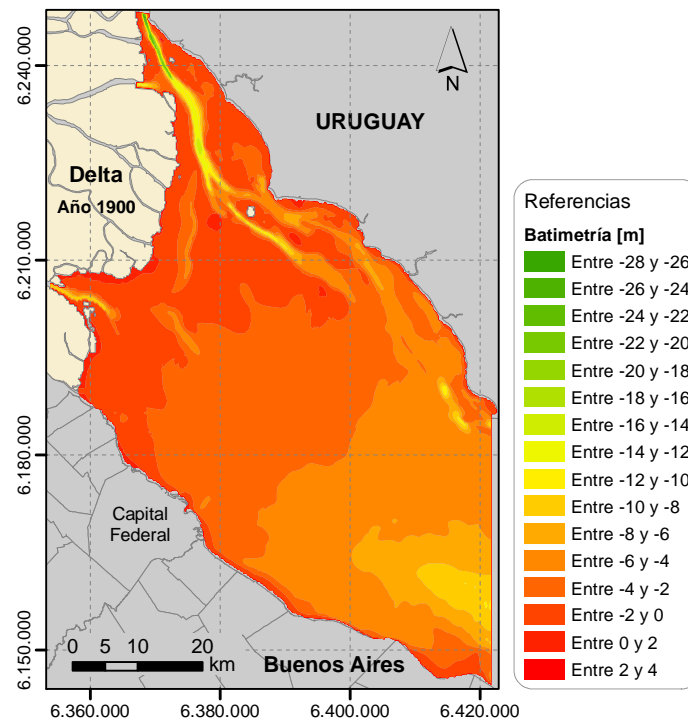 6.240.000
6.210.000
6.180.000
6.150.000
N
URUGUAY
Delta
Año 1900
Capital
Federal
0 5 10 20
km
Buenos Aires
6.360.000 6.380.000 6.400.000 6.420.000
Referencias
Batimetría [m]
Entre -28 y -26
Entre -26 y -24
Entre -24 y -22
Entre -22 y -20
Entre -20 y -18
Entre -18 y -16
Entre -16 y -14
Entre -14 y -12
Entre -12 y -10
Entre -10 y -8
Entre -8 y -6
Entre -6 y -4
Entre -4 y -2
Entre -2 y 0
Entre 0 y 2
Entre 2 y 4